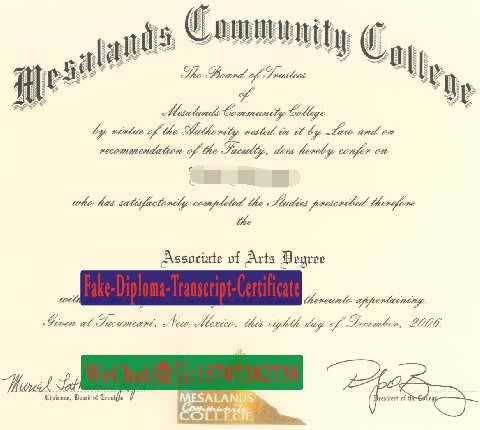 Mesalands Community College
The Board of Trustees
of
Mesalands Community College
by virtue of the Authority vested in it by Law and on
recommendation of the Faculty, does hereby confer on
who has satisfactorily completed the Studies prescribed therefore
the
Associate of Arts Degree
Fake-Diploma-Transcript-Certificate
thereunto appertaining.
Given at Tucumcari, New Mexico, this eighth day of December, 2006.
WeChat/微信:15707382738
Chairman, Board of Trustees
President of the College
MESALANDS
Community
COLLEGE